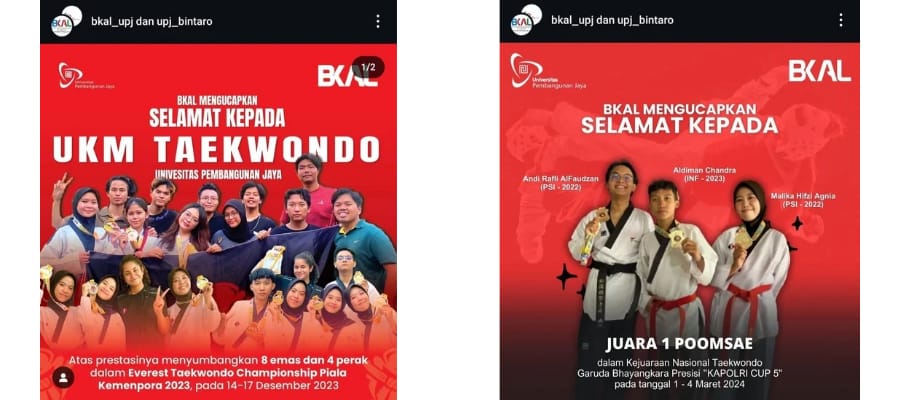 bkal_upj dan upj_bintaro
1/2
Universitas
Pembangunan Jaya
BKAL
BKAL MENGUCAPKAN
SELAMAT KEPADA
UKM TAEKWONDO
UNIVESITAS PEMBANGUNAN JAYA
Atas prestasinya menyumbangkan 8 emas dan 4 perak
dalam Everest Taekwondo Championship Piala
Kemenpora 2023, pada 14-17 Desember 2023
bkal_upj dan upj_bintaro
Universitas
Pembangunan Jaya
BKAL
BKAL MENGUCAPKAN
SELAMAT KEPADA
Andi Rafli AlFaudzan
(PSI - 2022)
Aldiman Chandra
(INF - 2023)
Malika Hifzi Agnia
(PSI - 2022)
JUARA 1 POOMSAE
dalam Kejuaraan Nasional Taekwondo
Garuda Bhayangkara Presisi "KAPOLRI CUP 5"
pada tanggal 1 - 4 Maret 2024